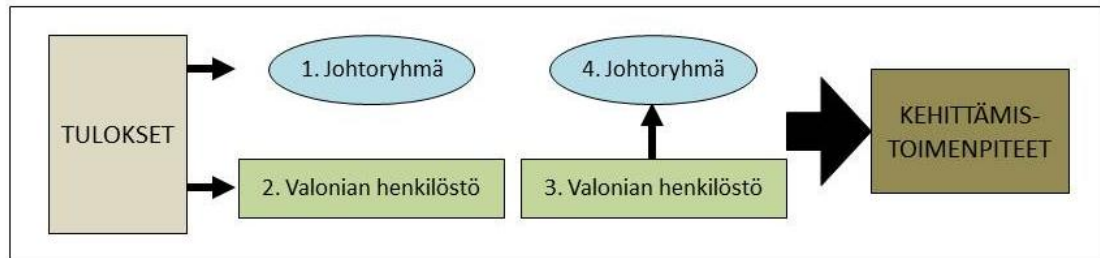 TULOKSET
1. Johtoryhmä
2. Valonian henkilöstö
3. Valonian henkilöstö
4. Johtoryhmä
KEHITTÄMIS-
TOIMENPITEET